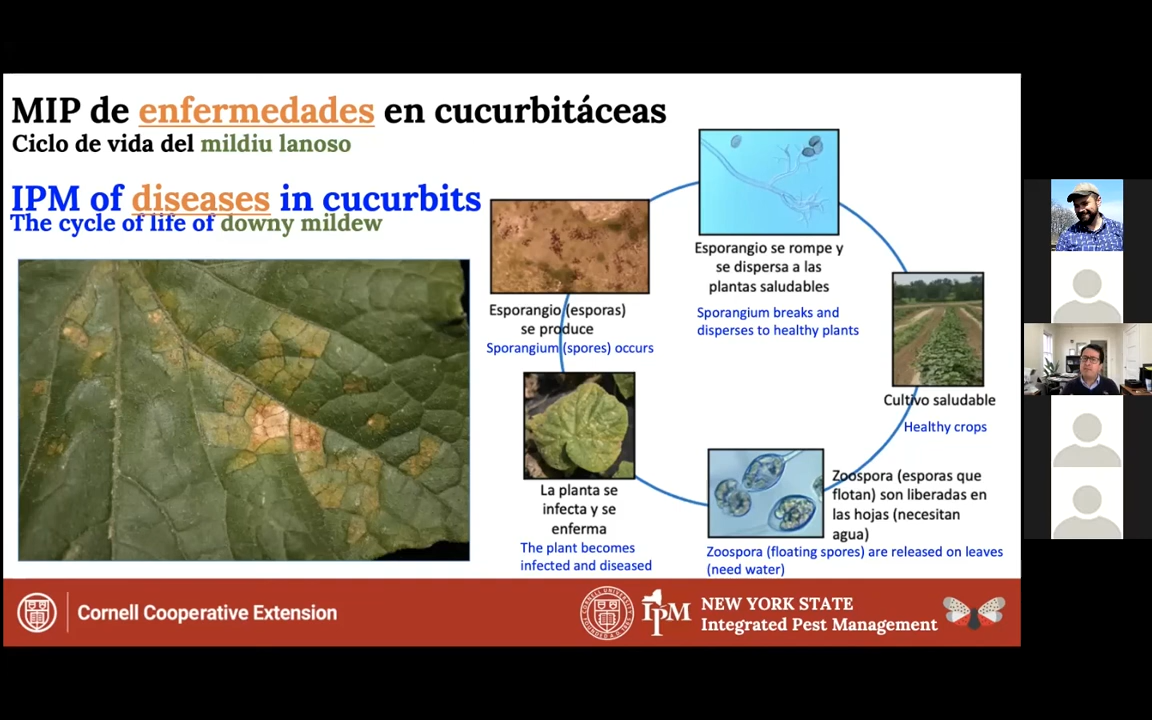 MIP de enfermedades en cucurbitáceas
Ciclo de vida del mildiu lanoso
IPM of diseases in cucurbits
The cycle of life of downy mildew
Esporangio se rompe y
se dispersa a las
plantas saludables
Sporangium breaks and
disperses to healthy plants
Esporangio (esporas)
se produce
Sporangium (spores) occurs
Cultivo saludable
Healthy crops
Zoospora (esporas que
flotan) son liberadas en
las hojas (necesitan
agua)
Zoospora (floating spores) are released on leaves
(need water)
La planta se
infecta y se
enferma
The plant becomes
infected and diseased
Cornell Cooperative Extension
IPM
NEW YORK STATE
Integrated Pest Management